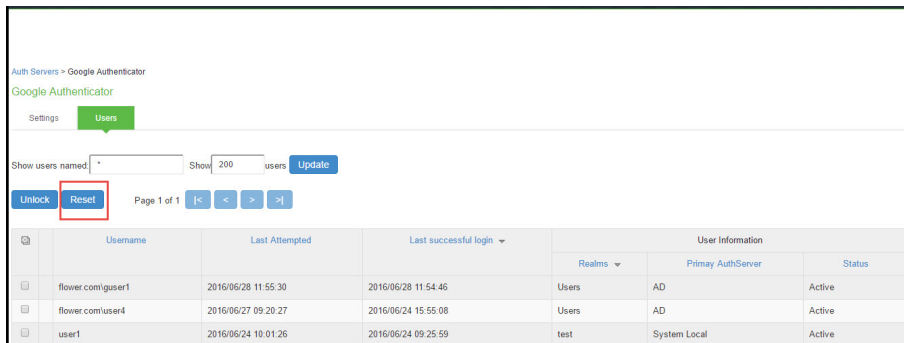 Auth Servers > Google Authenticator
Google Authenticator
Settings Users
Show users named: * Show 200 users Update
Unlock Reset Page 1 of 1 |< < > >|
Username Last Attempted Last successful login User Information
Realms Primay AuthServer Status
flower.com\guser1 2016/06/28 11:55:30 2016/06/28 11:54:46 Users AD Active
flower.com\user4 2016/06/27 09:20:27 2016/06/24 15:55:08 Users AD Active
user1 2016/06/24 10:01:26 2016/06/24 09:25:59 test System Local Active